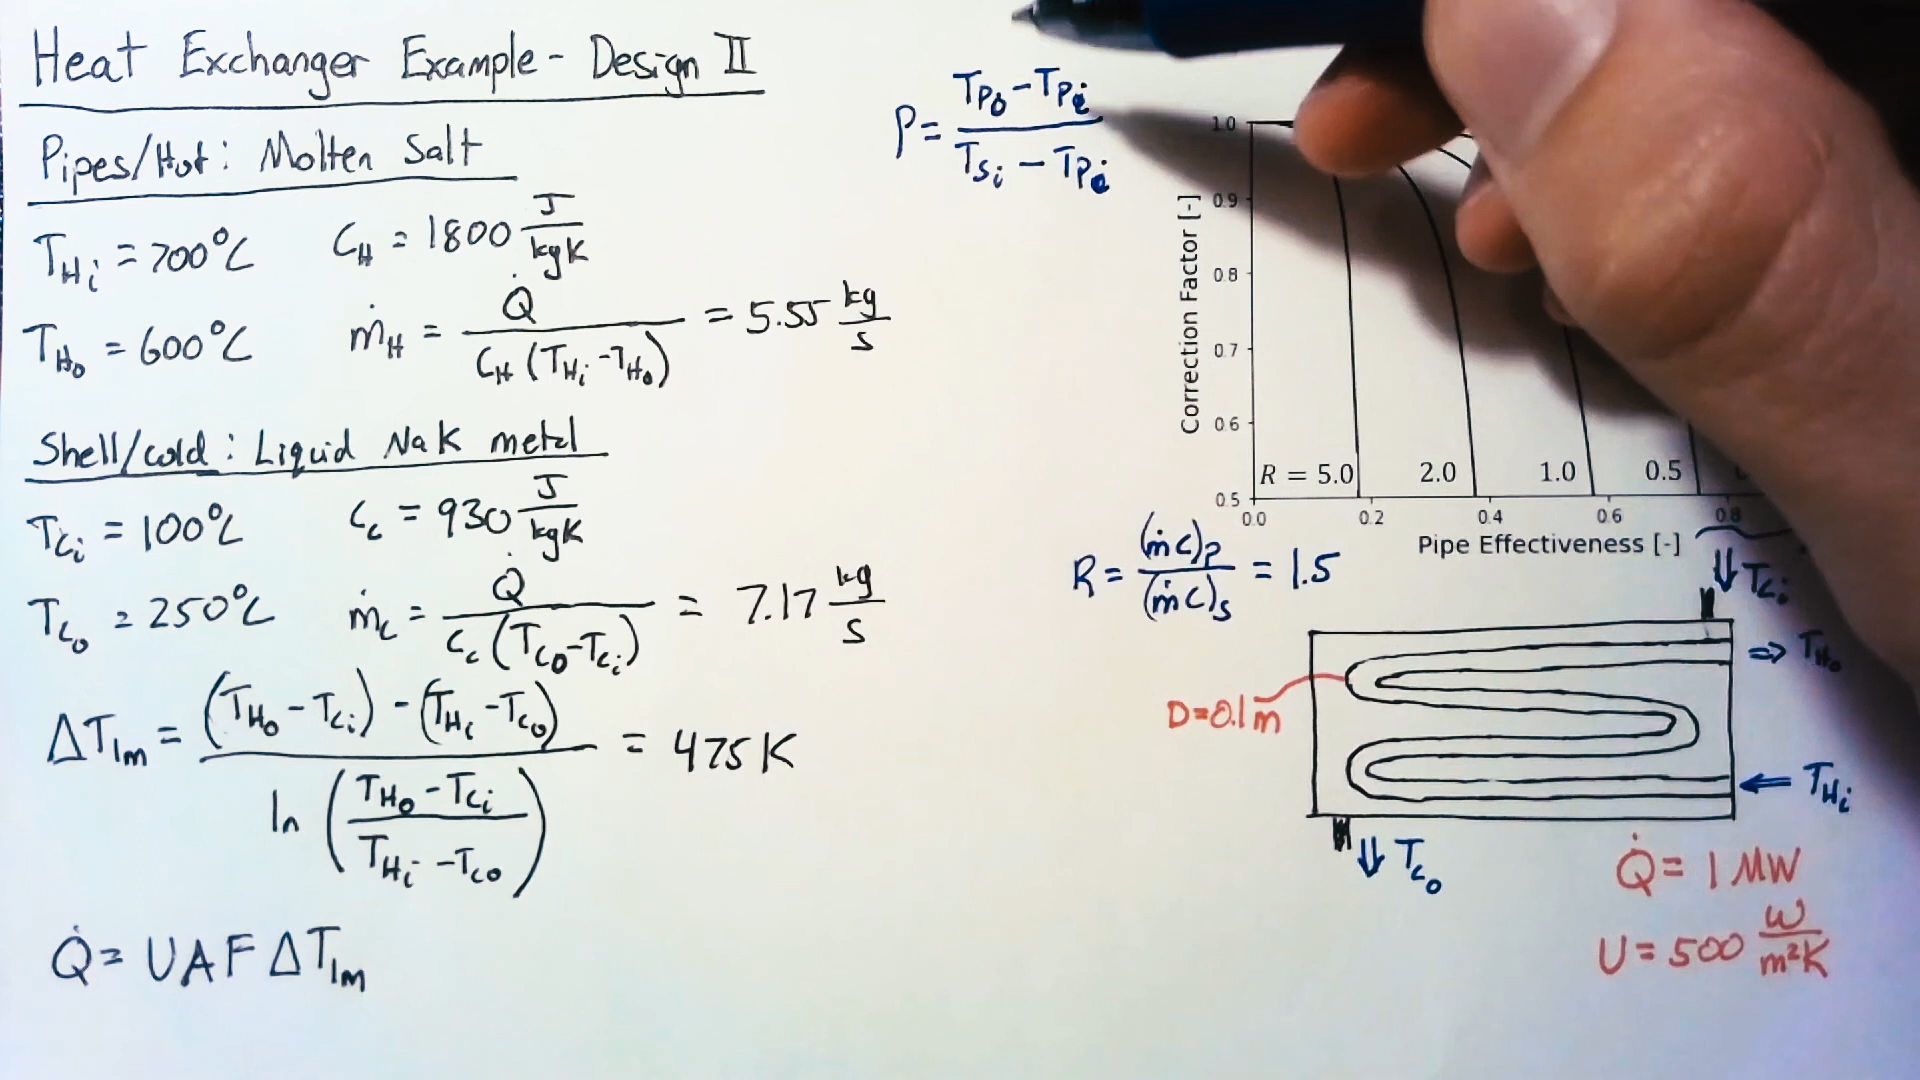 Heat Exchanger Example - Design II
Pipes/Hot: Molten Salt
T_Hi = 700°C
C_H = 1800 J/kgK
T_Ho = 600°C
ṁ_H = Q̇ / (C_H (T_Hi - T_Ho)) = 5.55 kg/s
Shell/cold: Liquid NaK metal
T_Ci = 100°C
C_c = 930 J/kgK
T_Co = 250°C
ṁ_c = Q̇ / (C_c (T_Co - T_Ci)) = 7.17 kg/s
ΔT_lm = ((T_Ho - T_Ci) - (T_Hi - T_Co)) / ln ((T_Ho - T_Ci) / (T_Hi - T_Co)) = 475 K
Q̇ = U A F ΔT_lm
P = (T_Po - T_Pi) / (T_Si - T_Pi)
Correction Factor [-]
1.0
0.9
0.8
0.7
0.6
0.5
R = 5.0 2.0 1.0 0.5
0.0 0.2 0.4 0.6 0.8
Pipe Effectiveness [-]
R = (ṁc)_P / (ṁc)_S = 1.5
T_Ci
T_Ho
D=0.1m
T_Hi
T_Co
Q̇ = 1 MW
U = 500 W/m²K